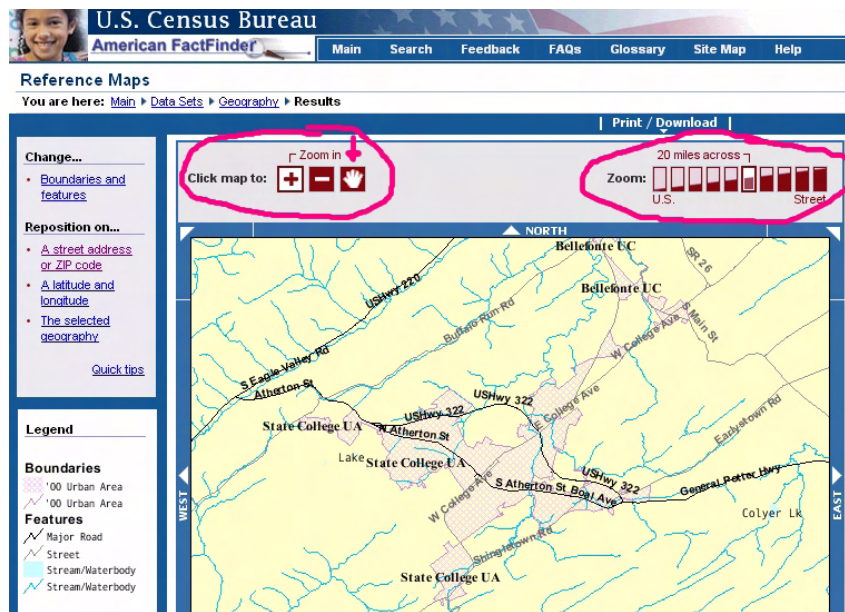 U.S. Census Bureau
American FactFinder
Main Search Feedback FAQs Glossary Site Map Help
Reference Maps
You are here: Main Data Sets Geography Results
| Print / Download |
Change...
• Boundaries and
features
Reposition on...
• A street address
or ZIP code
• A latitude and
longitude
• The selected
geography
Quick tips
Legend
Boundaries
'00 Urban Area
'00 Urban Area
Features
Major Road
Street
Stream/Waterbody
Stream/Waterbody
Zoom in
Click map to:
20 miles across
Zoom:
U.S. Street
NORTH
WEST
EAST
Bellefonte UC
SR 26
USHwy 220
Bellefonte UC
Buffalo Run Rd
S Main St
W College Ave
S Eagle Valley Rd
Atherton St
USHwy 322
USHwy 322
E College Ave
Earlystown Rd
State College UA
N Atherton St
Lake
State College UA
USHwy 322
General Potter Hwy
S Atherton St
Boal Ave
W College Ave
Colyer Lk
Shingletown Rd
State College UA